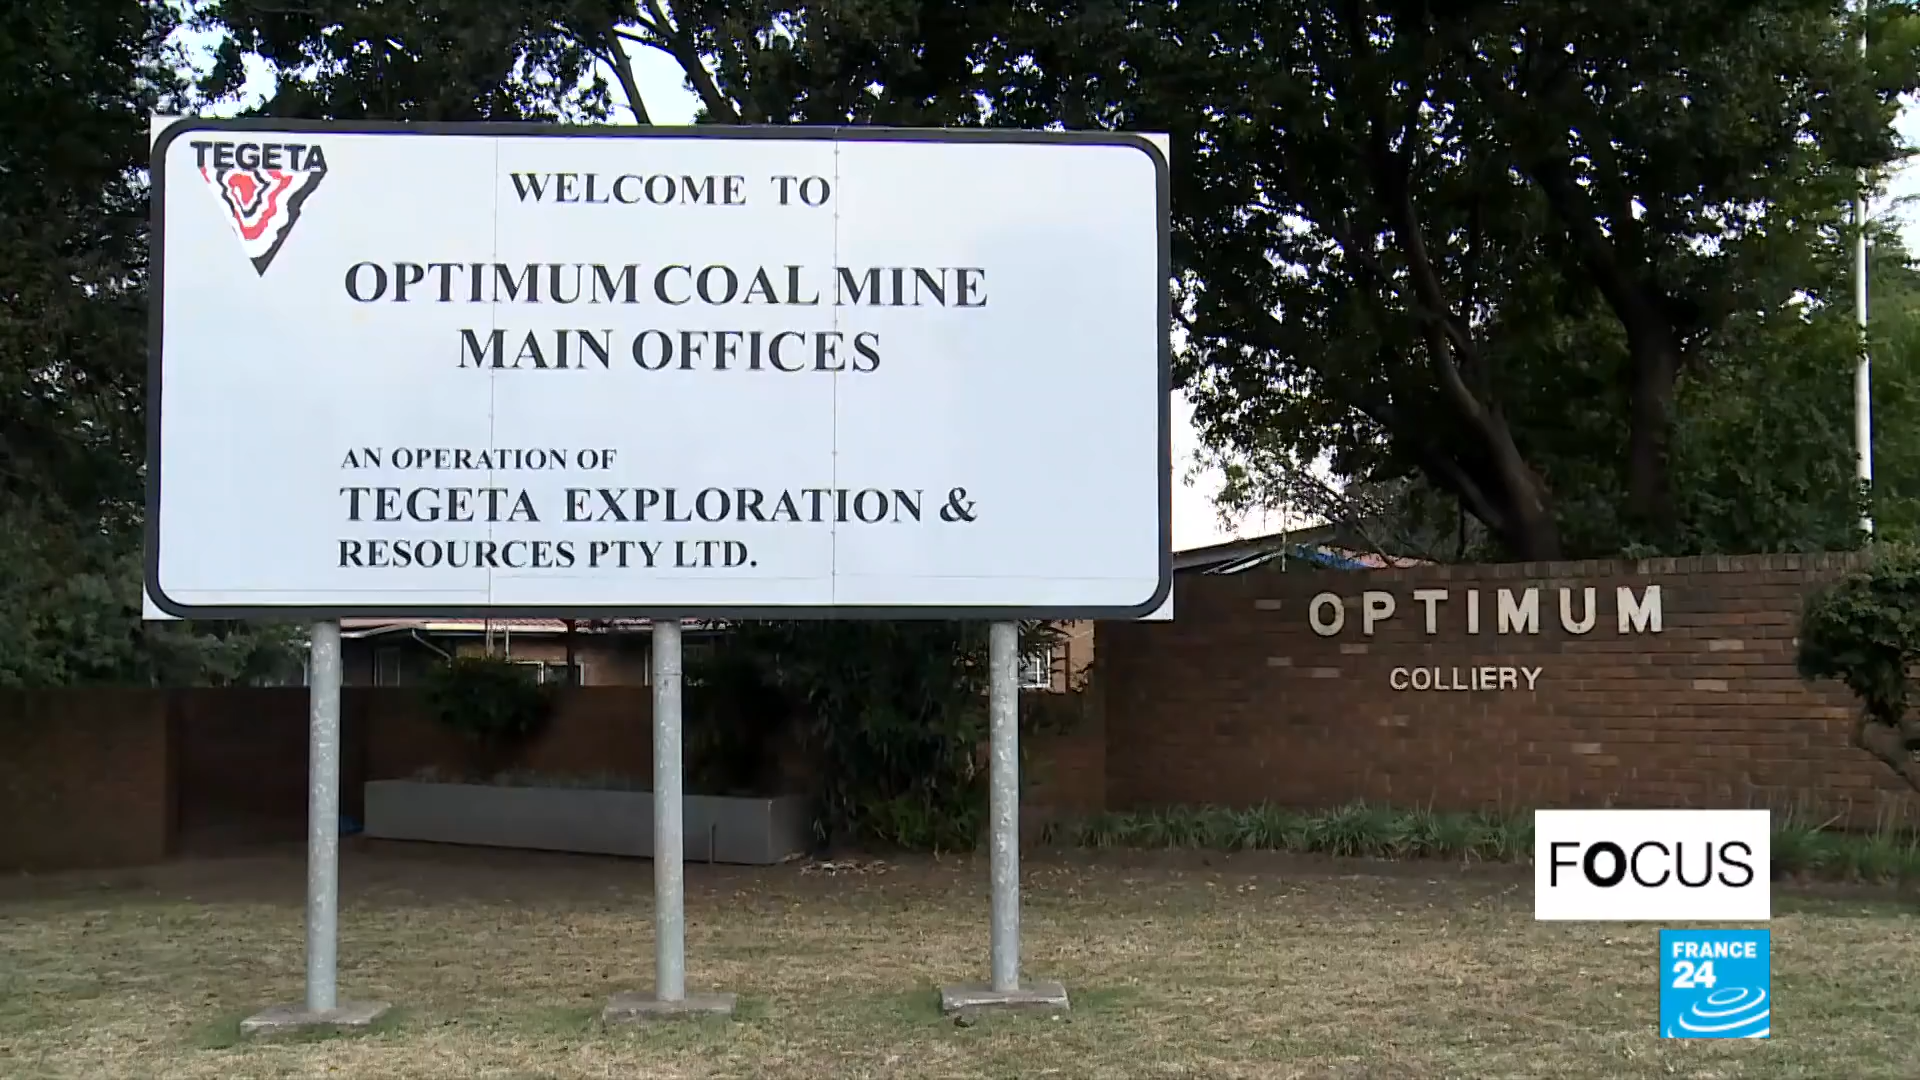 TEGETA
WELCOME TO
OPTIMUM COAL MINE
MAIN OFFICES
AN OPERATION OF
TEGETA EXPLORATION &
RESOURCES PTY LTD.
OPTIMUM
COLLIERY
FOCUS
FRANCE
24